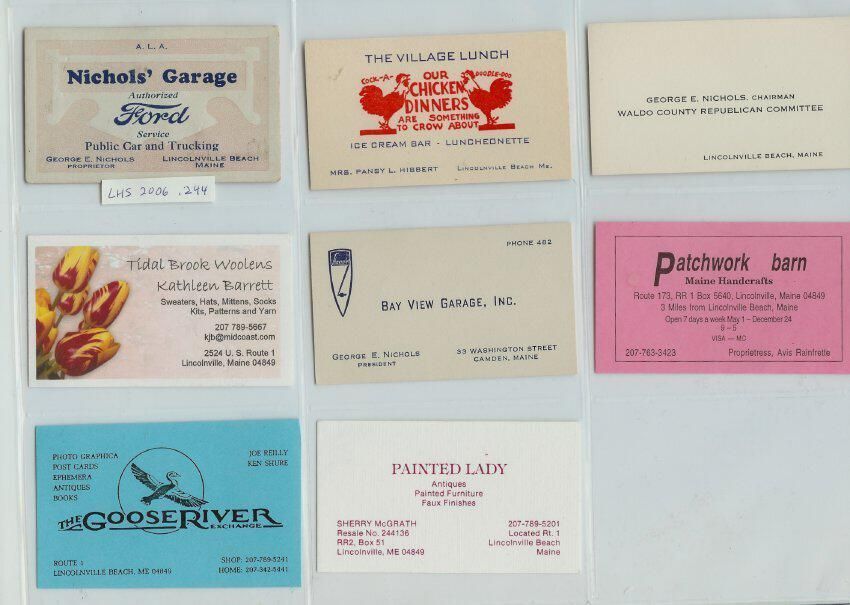 A. L. A.
Nichols' Garage
Authorized
Ford
Service
Public Car and Trucking
GEORGE E. NICHOLS
PROPRIETOR
LINCOLNVILLE BEACH
MAINE
LHS 2006 .244
THE VILLAGE LUNCH
COCK-A- DOODLE-DOO
OUR
CHICKEN
DINNERS
ARE SOMETHING
TO CROW ABOUT
ICE CREAM BAR - LUNCHEONETTE
MRS. PANSY L. HIBBERT LINCOLNVILLE BEACH ME.
GEORGE E. NICHOLS, CHAIRMAN
WALDO COUNTY REPUBLICAN COMMITTEE
LINCOLNVILLE BEACH, MAINE
Tidal Brook Woolens
Kathleen Barrett
Sweaters, Hats, Mittens, Socks
Kits, Patterns and Yarn
207 789-5667
kjb@midcoast.com
2524 U. S. Route 1
Lincolnville, Maine 04849
PHONE 482
BAY VIEW GARAGE, INC.
GEORGE E. NICHOLS
PRESIDENT
33 WASHINGTON STREET
CAMDEN, MAINE
Patchwork barn
Maine Handcrafts
Route 173, RR 1 Box 5640, Lincolnville, Maine 04849
3 Miles from Lincolnville Beach, Maine
Open 7 days a week May 1 – December 24
9 – 5
VISA — MC
207-763-3423 Proprietress, Avis Rainfrette
PHOTO GRAPHICA
POST CARDS
EPHEMERA
ANTIQUES
BOOKS
JOE REILLY
KEN SHURE
THE GOOSE RIVER
EXCHANGE
ROUTE 1
LINCOLNVILLE BEACH, ME 04849
SHOP: 207-789-5241
HOME: 207-342-5441
PAINTED LADY
Antiques
Painted Furniture
Faux Finishes
SHERRY McGRATH
Resale No. 244136
RR2, Box 51
Lincolnville, ME 04849
207-789-5201
Located Rt. 1
Lincolnville Beach
Maine